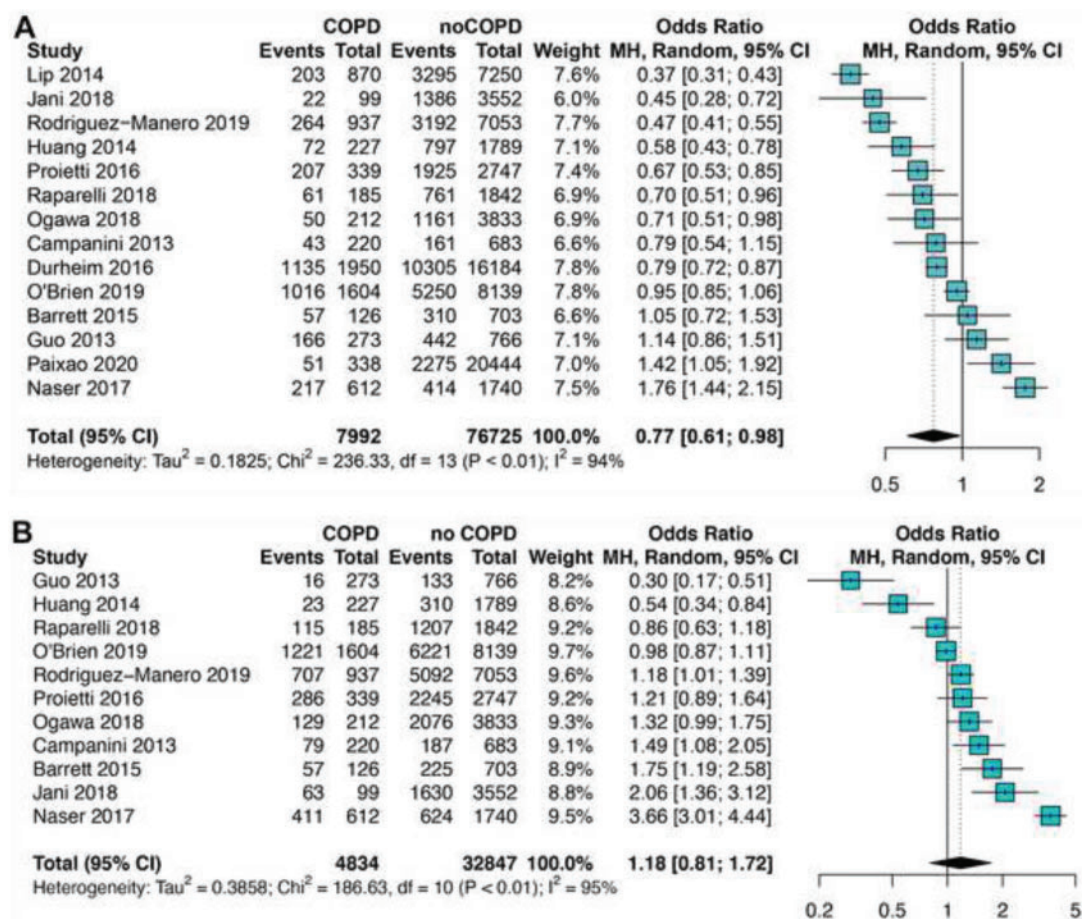 A
COPD noCOPD Odds Ratio Odds Ratio
Study Events Total Events Total Weight MH, Random, 95% CI MH, Random, 95% CI
Lip 2014 203 870 3295 7250 7.6% 0.37 [0.31; 0.43]
Jani 2018 22 99 1386 3552 6.0% 0.45 [0.28; 0.72]
Rodriguez−Manero 2019 264 937 3192 7053 7.7% 0.47 [0.41; 0.55]
Huang 2014 72 227 797 1789 7.1% 0.58 [0.43; 0.78]
Proietti 2016 207 339 1925 2747 7.4% 0.67 [0.53; 0.85]
Raparelli 2018 61 185 761 1842 6.9% 0.70 [0.51; 0.96]
Ogawa 2018 50 212 1161 3833 6.9% 0.71 [0.51; 0.98]
Campanini 2013 43 220 161 683 6.6% 0.79 [0.54; 1.15]
Durheim 2016 1135 1950 10305 16184 7.8% 0.79 [0.72; 0.87]
O'Brien 2019 1016 1604 5250 8139 7.8% 0.95 [0.85; 1.06]
Barrett 2015 57 126 310 703 6.6% 1.05 [0.72; 1.53]
Guo 2013 166 273 442 766 7.1% 1.14 [0.86; 1.51]
Paixao 2020 51 338 2275 20444 7.0% 1.42 [1.05; 1.92]
Naser 2017 217 612 414 1740 7.5% 1.76 [1.44; 2.15]
Total (95% CI) 7992 76725 100.0% 0.77 [0.61; 0.98]
Heterogeneity: Tau² = 0.1825; Chi² = 236.33, df = 13 (P < 0.01); I² = 94%
0.5 1 2
B
COPD no COPD Odds Ratio Odds Ratio
Study Events Total Events Total Weight MH, Random, 95% CI MH, Random, 95% CI
Guo 2013 16 273 133 766 8.2% 0.30 [0.17; 0.51]
Huang 2014 23 227 310 1789 8.6% 0.54 [0.34; 0.84]
Raparelli 2018 115 185 1207 1842 9.2% 0.86 [0.63; 1.18]
O'Brien 2019 1221 1604 6221 8139 9.7% 0.98 [0.87; 1.11]
Rodriguez−Manero 2019 707 937 5092 7053 9.6% 1.18 [1.01; 1.39]
Proietti 2016 286 339 2245 2747 9.2% 1.21 [0.89; 1.64]
Ogawa 2018 129 212 2076 3833 9.3% 1.32 [0.99; 1.75]
Campanini 2013 79 220 187 683 9.1% 1.49 [1.08; 2.05]
Barrett 2015 57 126 225 703 8.9% 1.75 [1.19; 2.58]
Jani 2018 63 99 1630 3552 8.8% 2.06 [1.36; 3.12]
Naser 2017 411 612 624 1740 9.5% 3.66 [3.01; 4.44]
Total (95% CI) 4834 32847 100.0% 1.18 [0.81; 1.72]
Heterogeneity: Tau² = 0.3858; Chi² = 186.63, df = 10 (P < 0.01); I² = 95%
0.2 0.5 1 2 5